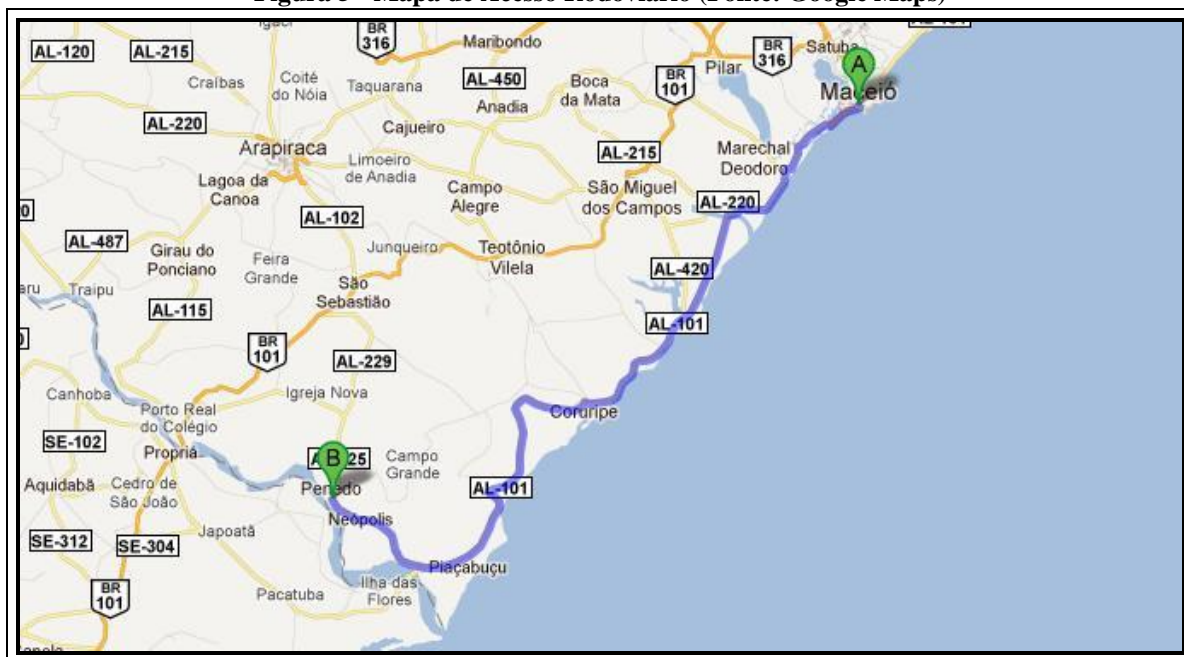 Figura 3 - Mapa de Acesso Rodoviário (Fonte: Google Maps)
AL-120
AL-215
BR
316
Maribondo
BR
316
Satuba
A
Craíbas
Coité
do Nóia
Taquarana
AL-450
Anadia
Boca
da Mata
BR
101
Pilar
Maceió
AL-220
Cajueiro
Arapiraca
Limoeiro
de Anadia
AL-215
Marechal
Deodoro
Lagoa da
Canoa
Campo
Alegre
São Miguel
dos Campos
AL-220
AL-102
AL-487
Girau do
Ponciano
Feira
Grande
Junqueiro
Teotônio
Vilela
AL-420
Traipu
São
Sebastião
AL-115
AL-101
BR
101
AL-229
Canhoba
Igreja Nova
Porto Real
do Colégio
Coruripe
SE-102
Propriá
B
Campo
Grande
Aquidabã
Cedro de
São João
Penedo
AL-101
Neópolis
SE-312
SE-304
Japoatã
Piaçabuçu
BR
101
Pacatuba
Ilha das
Flores